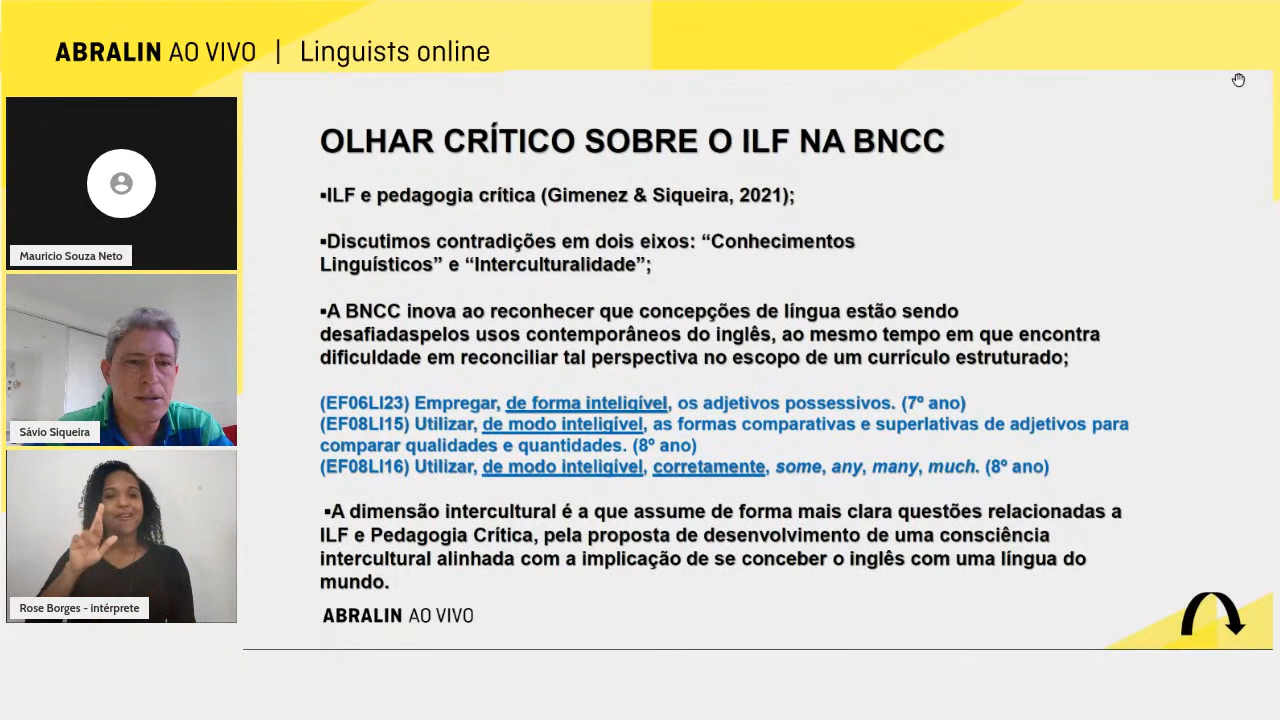 ABRALIN AO VIVO | Linguists online
Mauricio Souza Neto
Sávio Siqueira
Rose Borges - intérprete
OLHAR CRÍTICO SOBRE O ILF NA BNCC
▪ILF e pedagogia crítica (Gimenez & Siqueira, 2021);
▪Discutimos contradições em dois eixos: “Conhecimentos
Linguísticos” e “Interculturalidade”;
▪A BNCC inova ao reconhecer que concepções de língua estão sendo
desafiadaspelos usos contemporâneos do inglês, ao mesmo tempo em que encontra
dificuldade em reconciliar tal perspectiva no escopo de um currículo estruturado;
(EF06LI23) Empregar, de forma inteligível, os adjetivos possessivos. (7º ano)
(EF08LI15) Utilizar, de modo inteligível, as formas comparativas e superlativas de adjetivos para
comparar qualidades e quantidades. (8º ano)
(EF08LI16) Utilizar, de modo inteligível, corretamente, some, any, many, much. (8º ano)
▪A dimensão intercultural é a que assume de forma mais clara questões relacionadas a
ILF e Pedagogia Crítica, pela proposta de desenvolvimento de uma consciência
intercultural alinhada com a implicação de se conceber o inglês com uma língua do
mundo.
ABRALIN AO VIVO